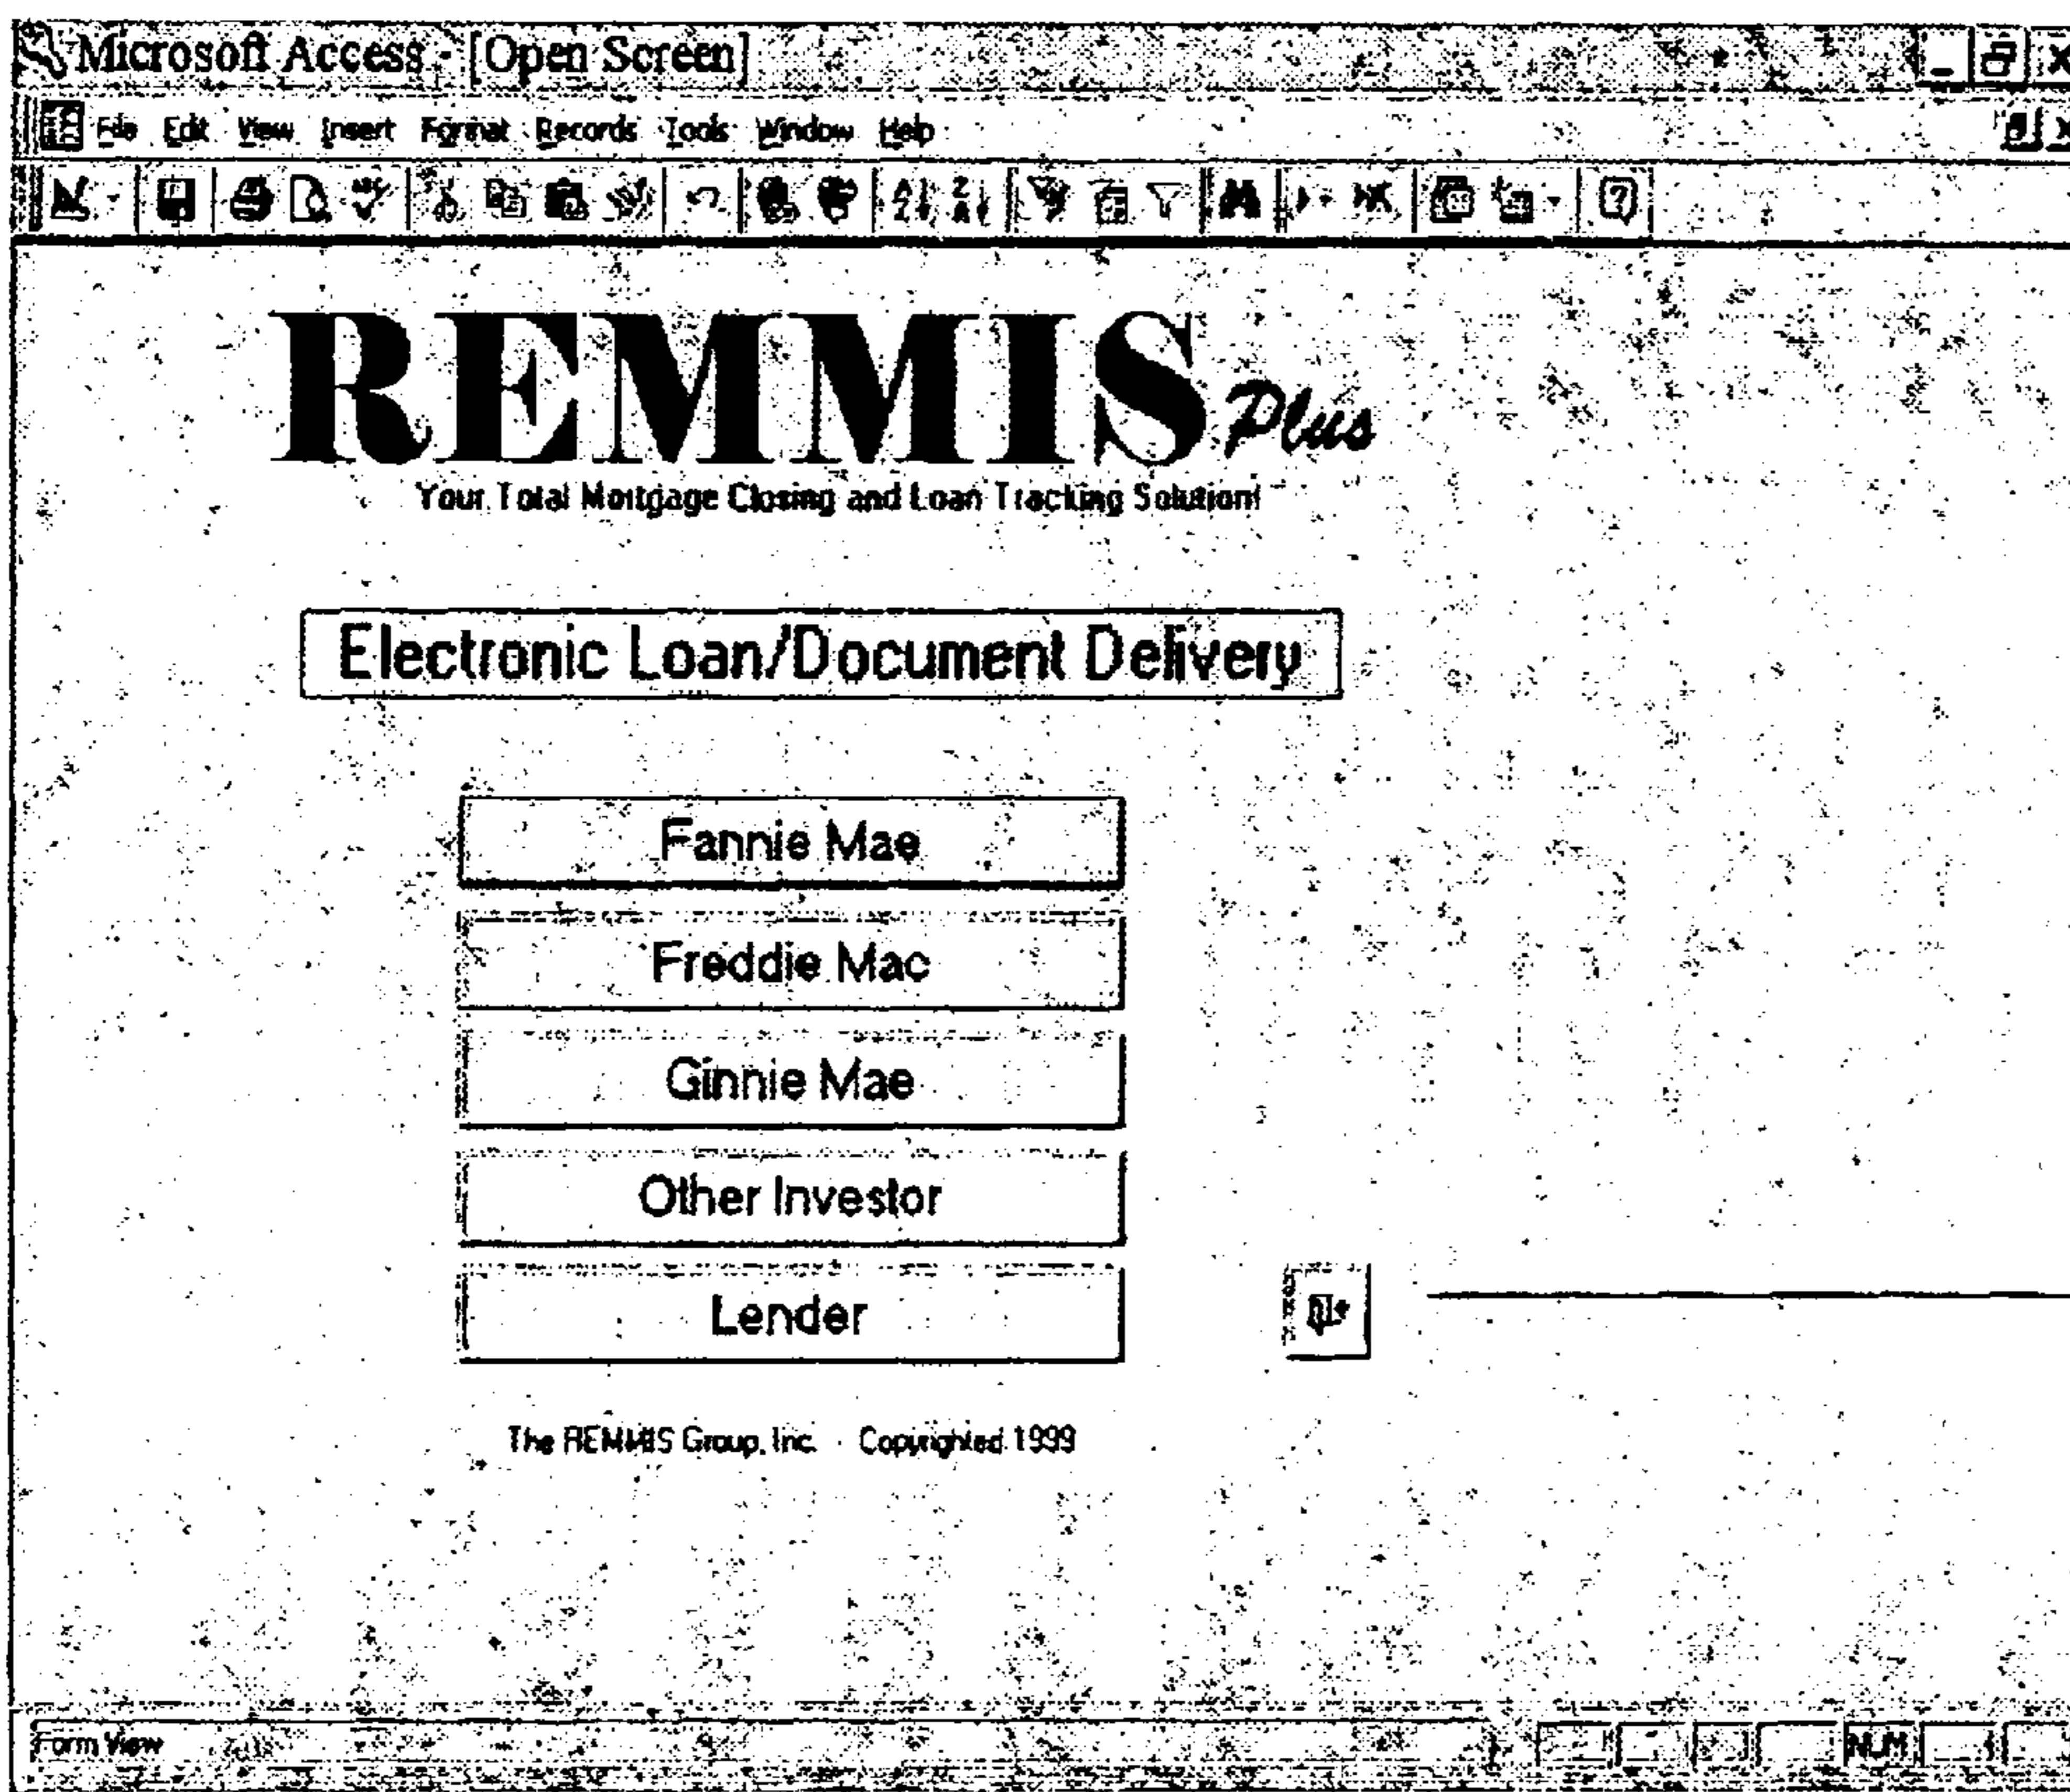 Microsoft Access - [Open Screen]
File Edit View Insert Format Records Tools Window Help
REMMIS Plus
Your Total Mortgage Closing and Loan Tracking Solution!
Electronic Loan/Document Delivery
Fannie Mae
Freddie Mac
Ginnie Mae
Other Investor
Lender
The REMMIS Group, Inc. Copyrighted 1999
Form View NUM